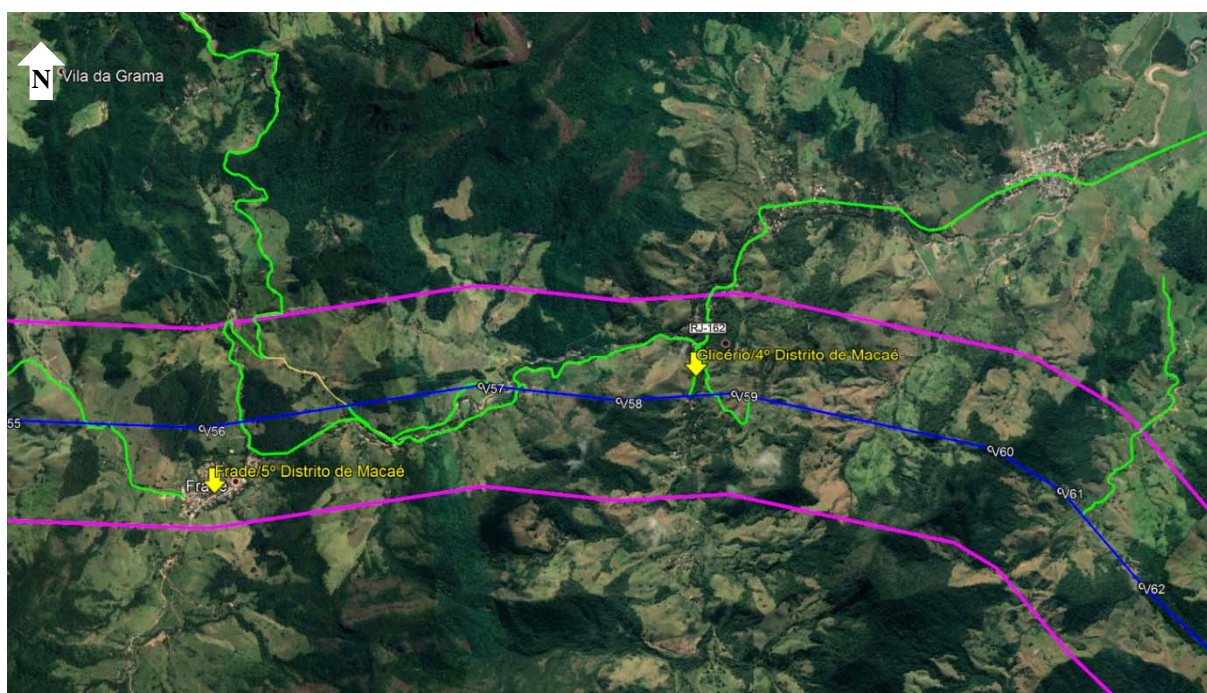 N
Vila da Grama
RJ-162
Glicério/4º Distrito de Macaé
V57
V58
V59
55
V56
V60
Frade/5º Distrito de Macaé
V61
V62